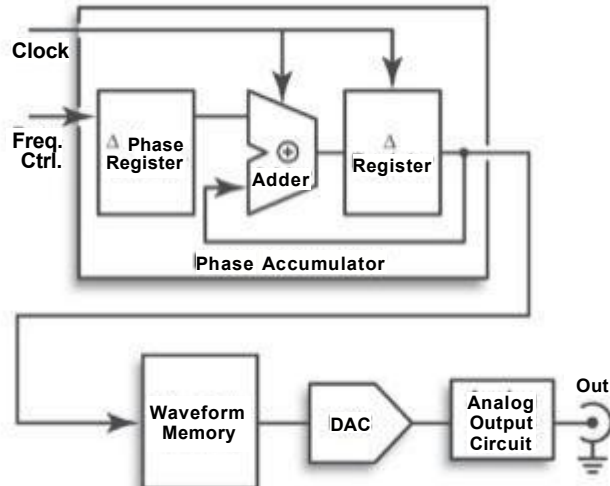 Clock
Freq.
Ctrl.
Δ Phase
Register
Adder
Δ
Register
Phase Accumulator
Waveform
Memory
DAC
Analog
Output
Circuit
Out